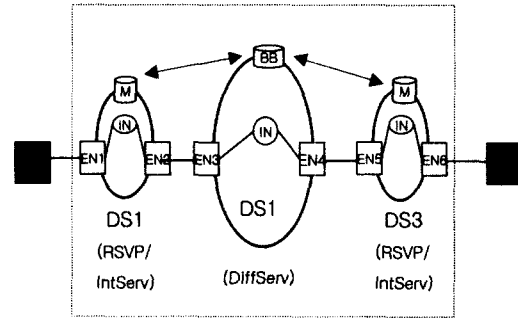 BB
M
M
IN
IN
IN
EN1
EN2
EN3
EN4
EN5
EN6
DS1
DS1
DS3
(RSVP/
IntServ)
(DiffServ)
(RSVP/
IntServ)